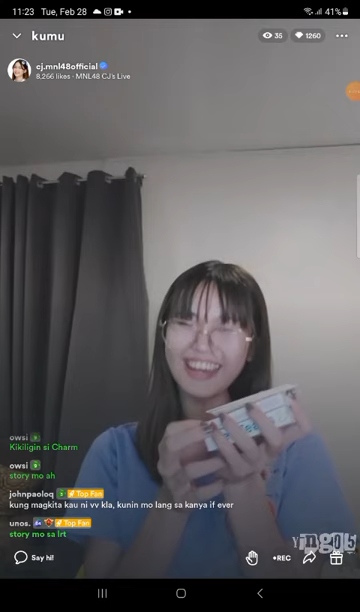 11:23 Tue, Feb 28
41%
kumu
35
1260
cj.mnl48official
8,256 likes • MNL48 CJ's Live
owsi
Kikiligin si Charm
owsi
story mo ah
johnpaoloq Top Fan
kung magkita kau ni vv kla, kunin mo lang sa kanya if ever
unos. Top Fan
story mo sa lrt
Say hi!
•REC